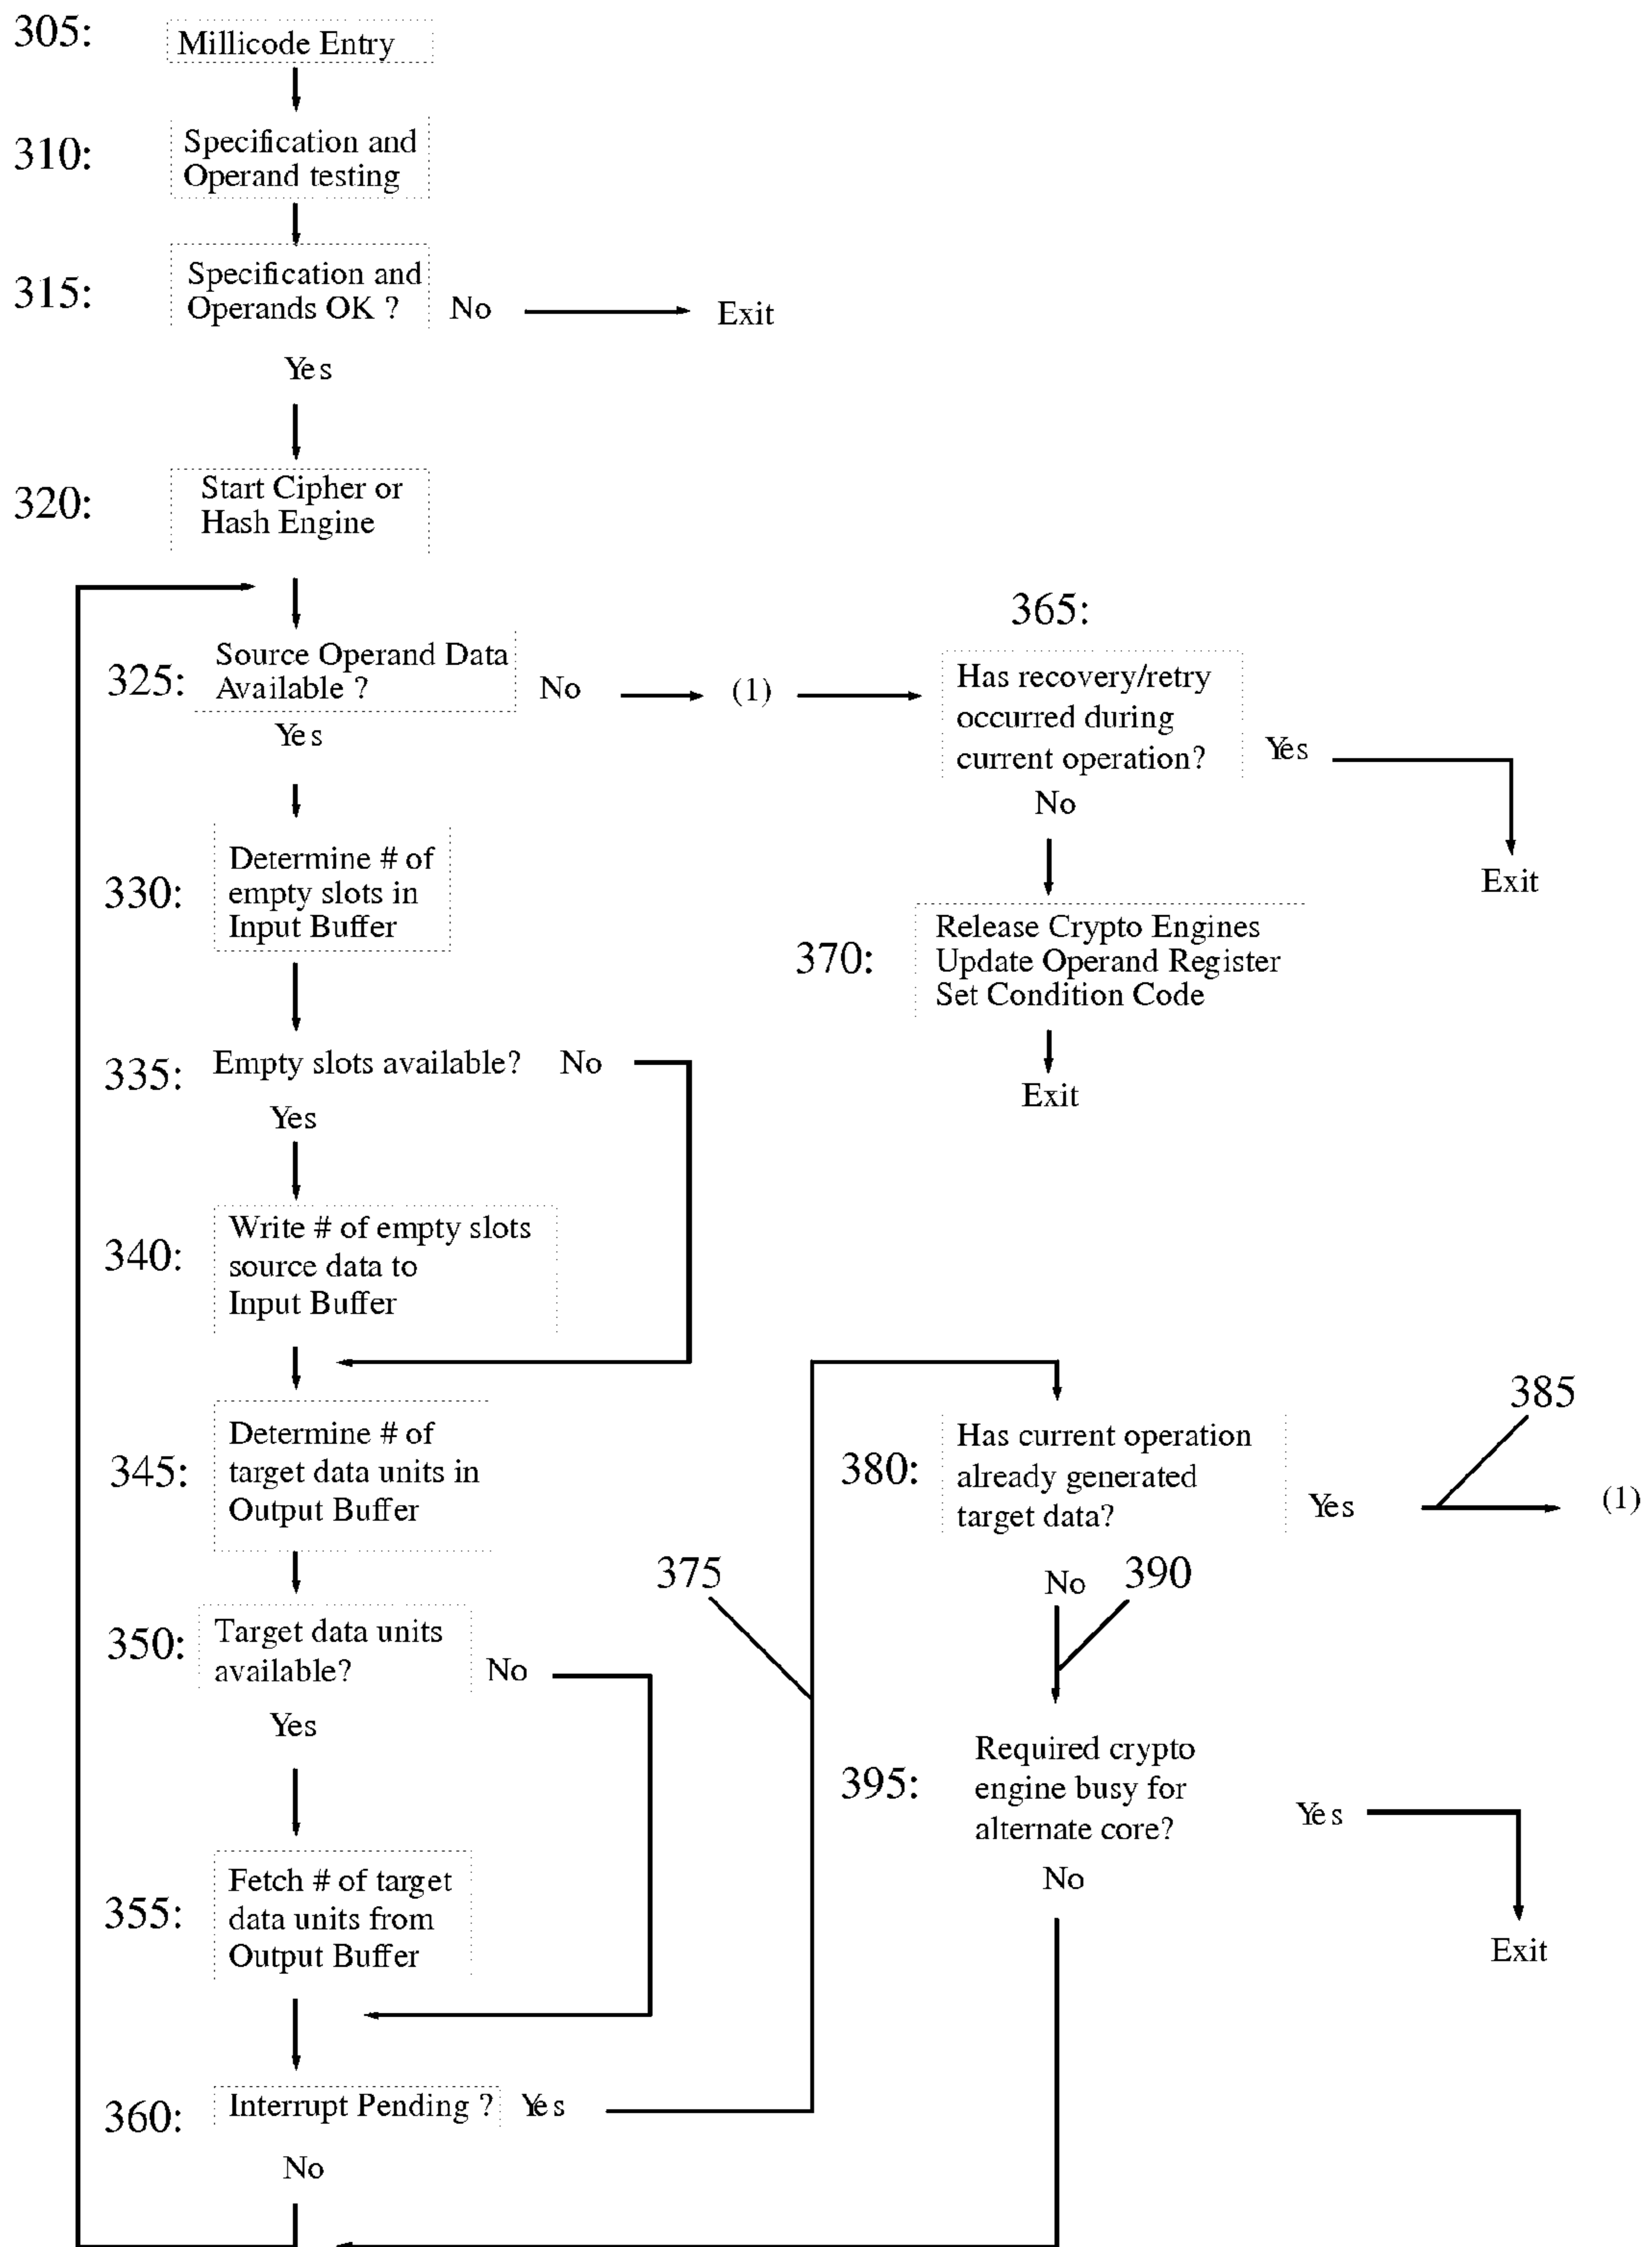 305:
Millicode Entry
310:
Specification and
Operand testing
315:
Specification and
Operands OK ?
No
Exit
Yes
320:
Start Cipher or
Hash Engine
325:
Source Operand Data
Available ?
No
(1)
Yes
365:
Has recovery/retry
occurred during
current operation?
Yes
Exit
No
330:
Determine # of
empty slots in
Input Buffer
370:
Release Crypto Engines
Update Operand Register
Set Condition Code
Exit
335:
Empty slots available?
No
Yes
340:
Write # of empty slots
source data to
Input Buffer
345:
Determine # of
target data units in
Output Buffer
380:
Has current operation
already generated
target data?
Yes
385
(1)
No
390
375
350:
Target data units
available?
No
Yes
395:
Required crypto
engine busy for
alternate core?
Yes
Exit
No
355:
Fetch # of target
data units from
Output Buffer
360:
Interrupt Pending ?
Yes
No